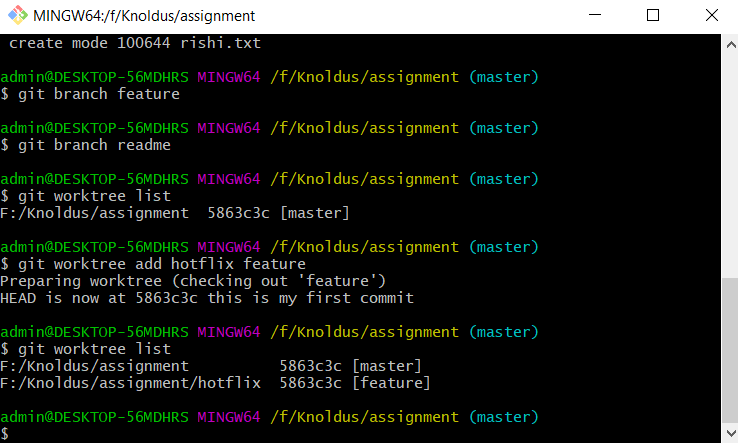 MINGW64:/f/Knoldus/assignment
create mode 100644 rishi.txt
admin@DESKTOP-56MDHRS MINGW64 /f/Knoldus/assignment (master)
$ git branch feature
admin@DESKTOP-56MDHRS MINGW64 /f/Knoldus/assignment (master)
$ git branch readme
admin@DESKTOP-56MDHRS MINGW64 /f/Knoldus/assignment (master)
$ git worktree list
F:/Knoldus/assignment  5863c3c [master]
admin@DESKTOP-56MDHRS MINGW64 /f/Knoldus/assignment (master)
$ git worktree add hotflix feature
Preparing worktree (checking out 'feature')
HEAD is now at 5863c3c this is my first commit
admin@DESKTOP-56MDHRS MINGW64 /f/Knoldus/assignment (master)
$ git worktree list
F:/Knoldus/assignment          5863c3c [master]
F:/Knoldus/assignment/hotflix  5863c3c [feature]
admin@DESKTOP-56MDHRS MINGW64 /f/Knoldus/assignment (master)
$